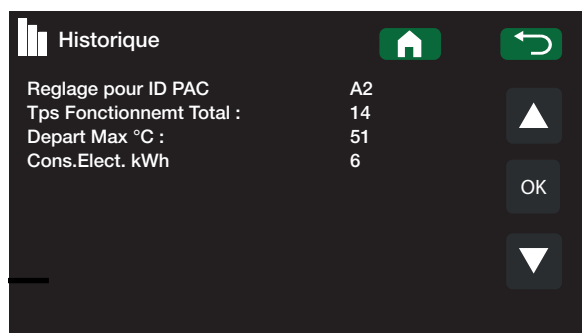 Historique
Reglage pour ID PAC A2
Tps Fonctionnemt Total : 14
Depart Max °C : 51
Cons.Elect. kWh 6
OK